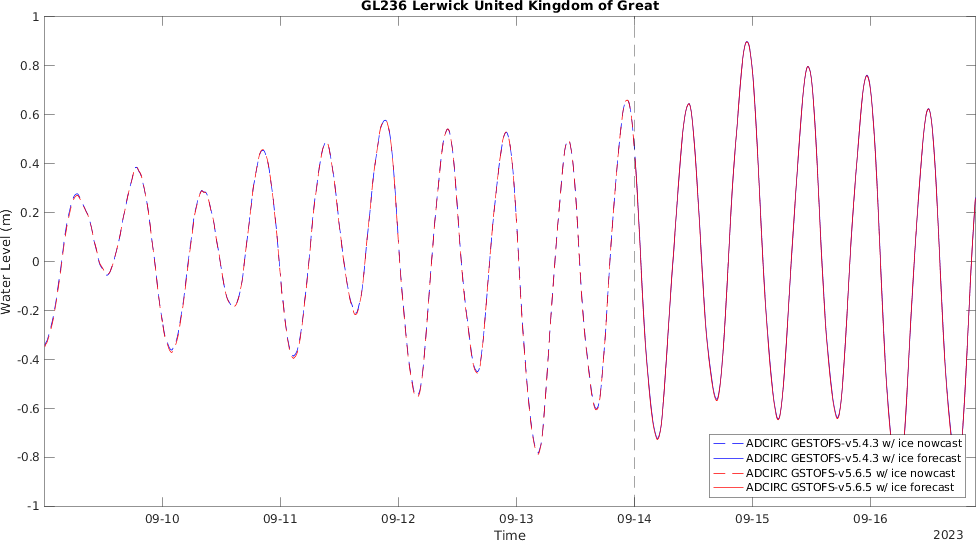 GL236 Lerwick United Kingdom of Great
1
0.8
0.6
0.4
0.2
0
-0.2
-0.4
-0.6
-0.8
-1
Water Level (m)
ADCIRC GESTOFS-v5.4.3 w/ ice nowcast
ADCIRC GESTOFS-v5.4.3 w/ ice forecast
ADCIRC GSTOFS-v5.6.5 w/ ice nowcast
ADCIRC GSTOFS-v5.6.5 w/ ice forecast
09-10 09-11 09-12 09-13 09-14 09-15 09-16
Time
2023